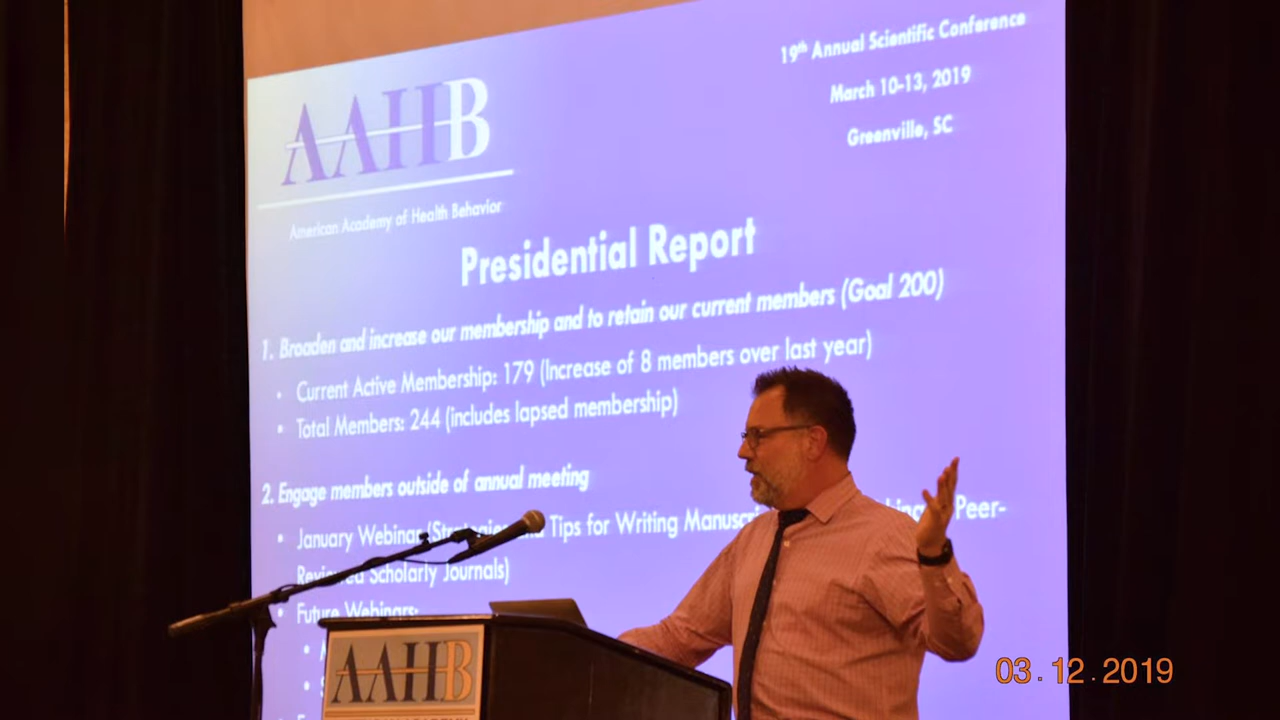 19th Annual Scientific Conference
March 10-13, 2019
Greenville, SC
AAHB
American Academy of Health Behavior
Presidential Report
1. Broaden and increase our membership and to retain our current members (Goal 200)
• Current Active Membership: 179 (Increase of 8 members over last year)
• Total Members: 244 (includes lapsed membership)
2. Engage members outside of annual meeting
• January Webinar (Strategies and Tips for Writing Peer-
Reviewed Scholarly Journals)
• Future Webinars:
AAHB
03.12.2019